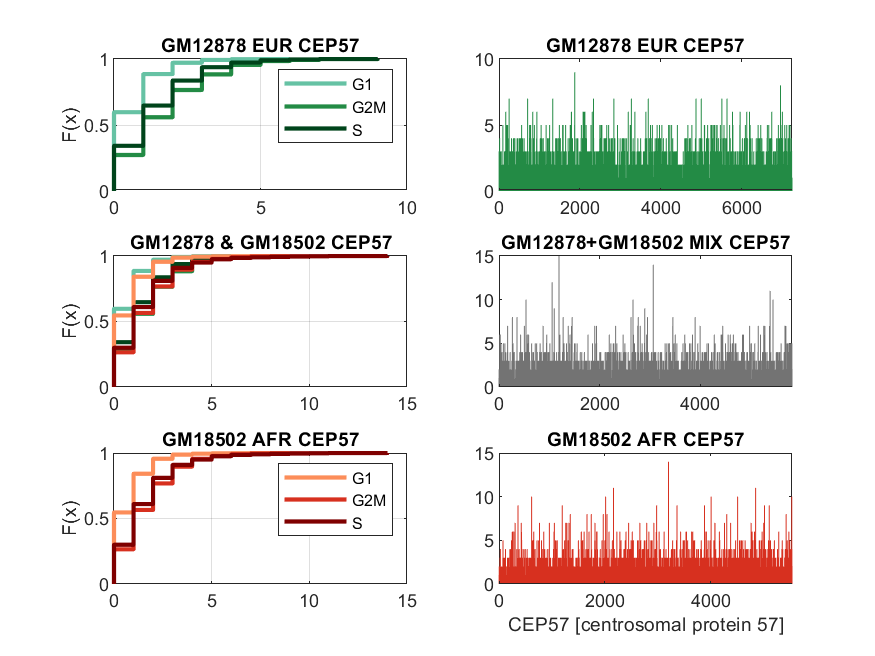 GM12878 EUR CEP57
F(x)
1
0.5
0
0
5
10
G1
G2M
S
GM12878 EUR CEP57
10
5
0
0
2000
4000
6000
GM12878 & GM18502 CEP57
F(x)
1
0.5
0
0
5
10
15
GM12878+GM18502 MIX CEP57
15
10
5
0
0
2000
4000
GM18502 AFR CEP57
F(x)
1
0.5
0
0
5
10
15
G1
G2M
S
GM18502 AFR CEP57
15
10
5
0
0
2000
4000
CEP57 [centrosomal protein 57]